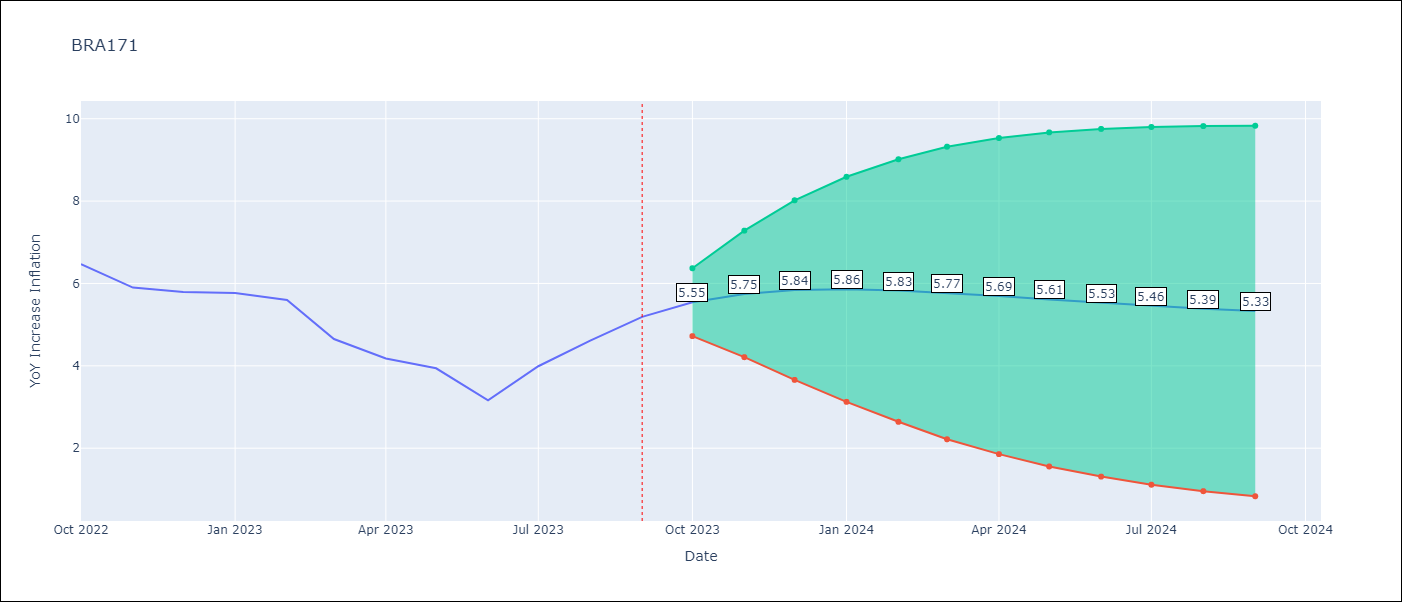 BRA171
YoY Increase Inflation
10
8
6
4
2
5.55
5.75
5.84
5.86
5.83
5.77
5.69
5.61
5.53
5.46
5.39
5.33
Oct 2022
Jan 2023
Apr 2023
Jul 2023
Oct 2023
Jan 2024
Apr 2024
Jul 2024
Oct 2024
Date